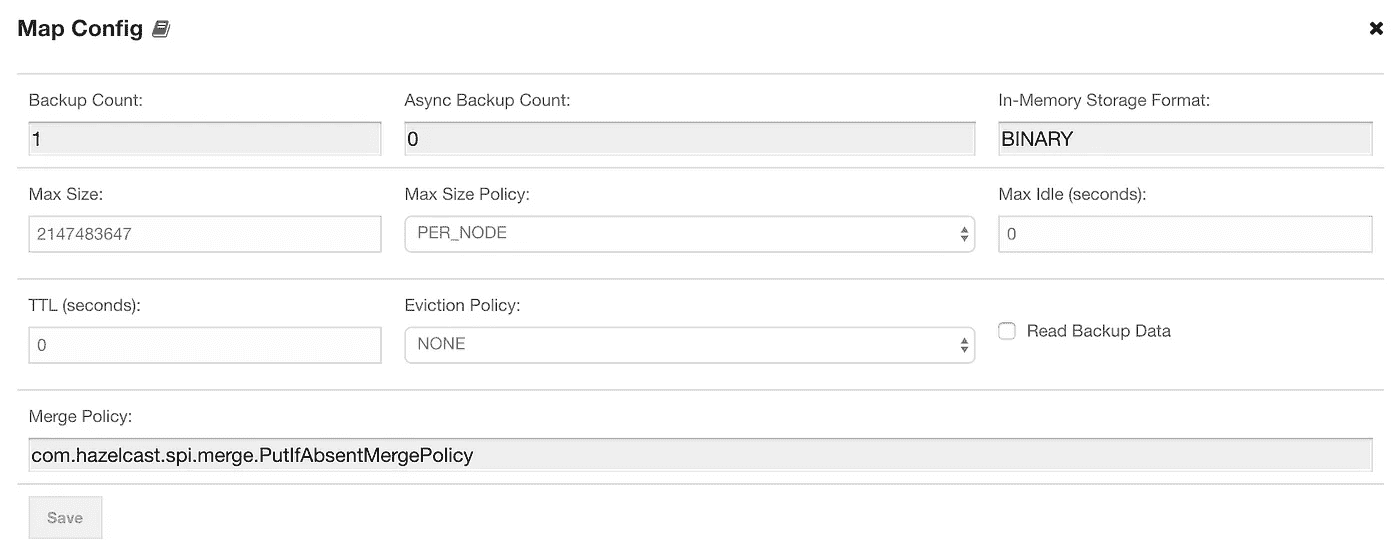 Map Config
Backup Count: Async Backup Count: In-Memory Storage Format:
1 0 BINARY
Max Size: Max Size Policy: Max Idle (seconds):
2147483647 PER_NODE 0
TTL (seconds): Eviction Policy:
0 NONE Read Backup Data
Merge Policy:
com.hazelcast.spi.merge.PutIfAbsentMergePolicy
Save